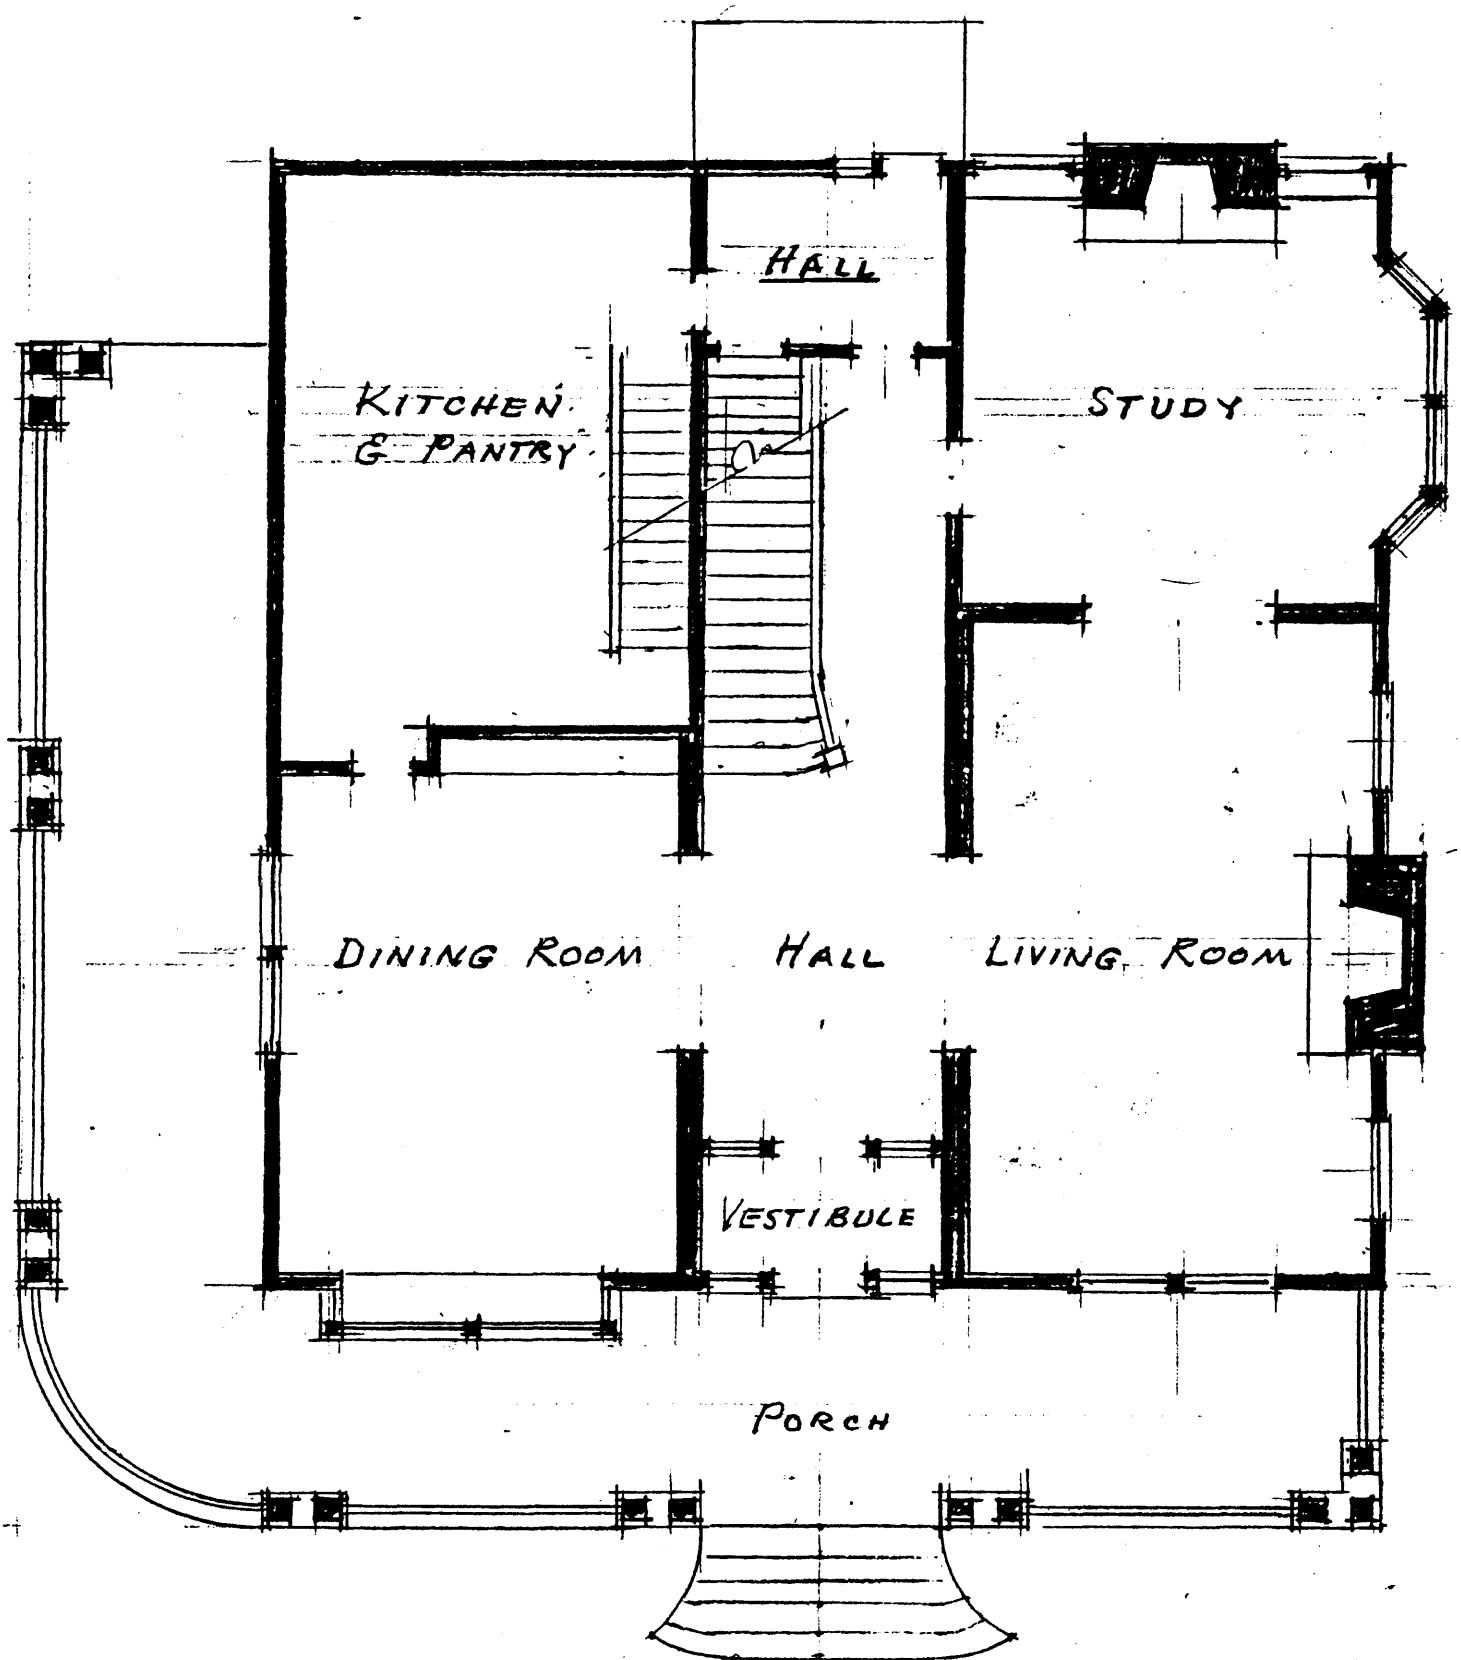 HALL
KITCHEN
& PANTRY
STUDY
DINING ROOM
HALL
LIVING ROOM
VESTIBULE
PORCH